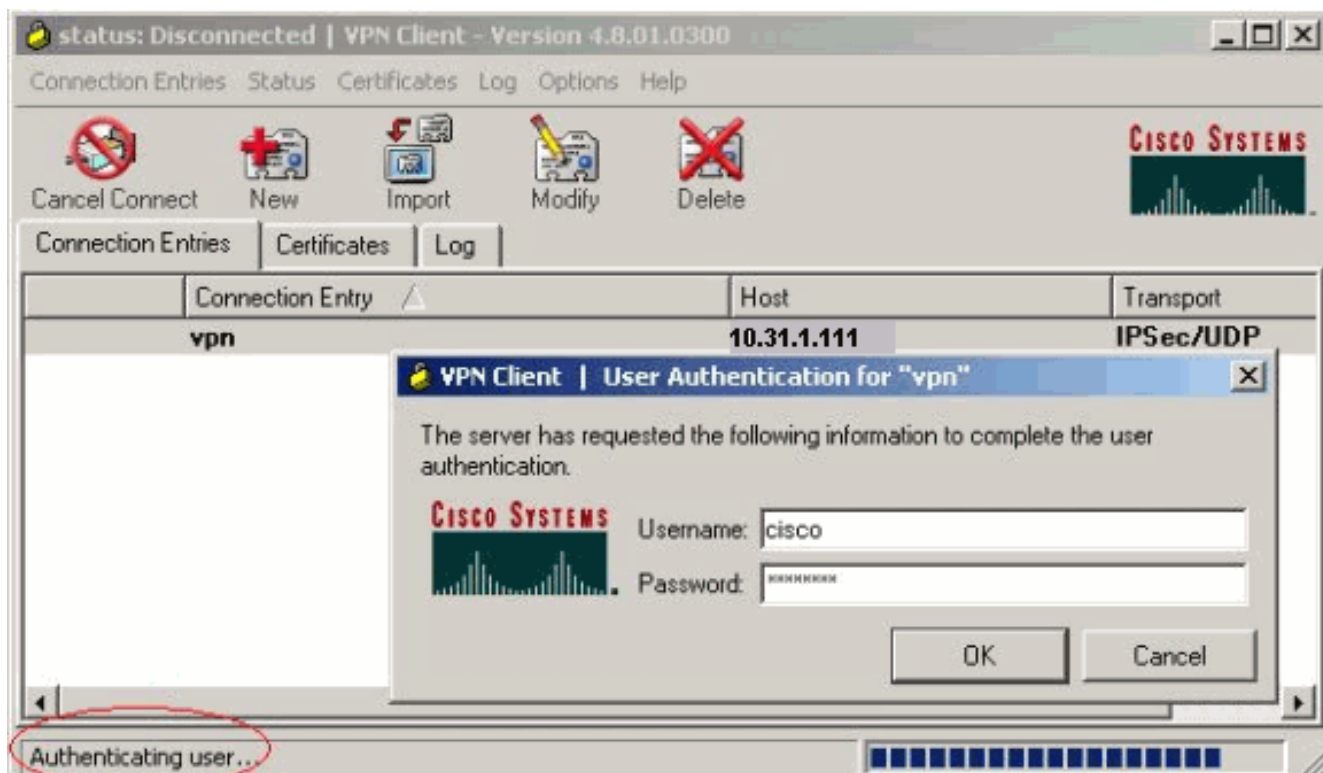 status: Disconnected | VPN Client - Version 4.8.01.0300
Connection Entries Status Certificates Log Options Help
Cancel Connect New Import Modify Delete
CISCO SYSTEMS
Connection Entries Certificates Log
Connection Entry Host Transport
vpn 10.31.1.111 IPSec/UDP
VPN Client | User Authentication for "vpn"
The server has requested the following information to complete the user
authentication.
CISCO SYSTEMS
Username: cisco
Password: ********
OK Cancel
Authenticating user...